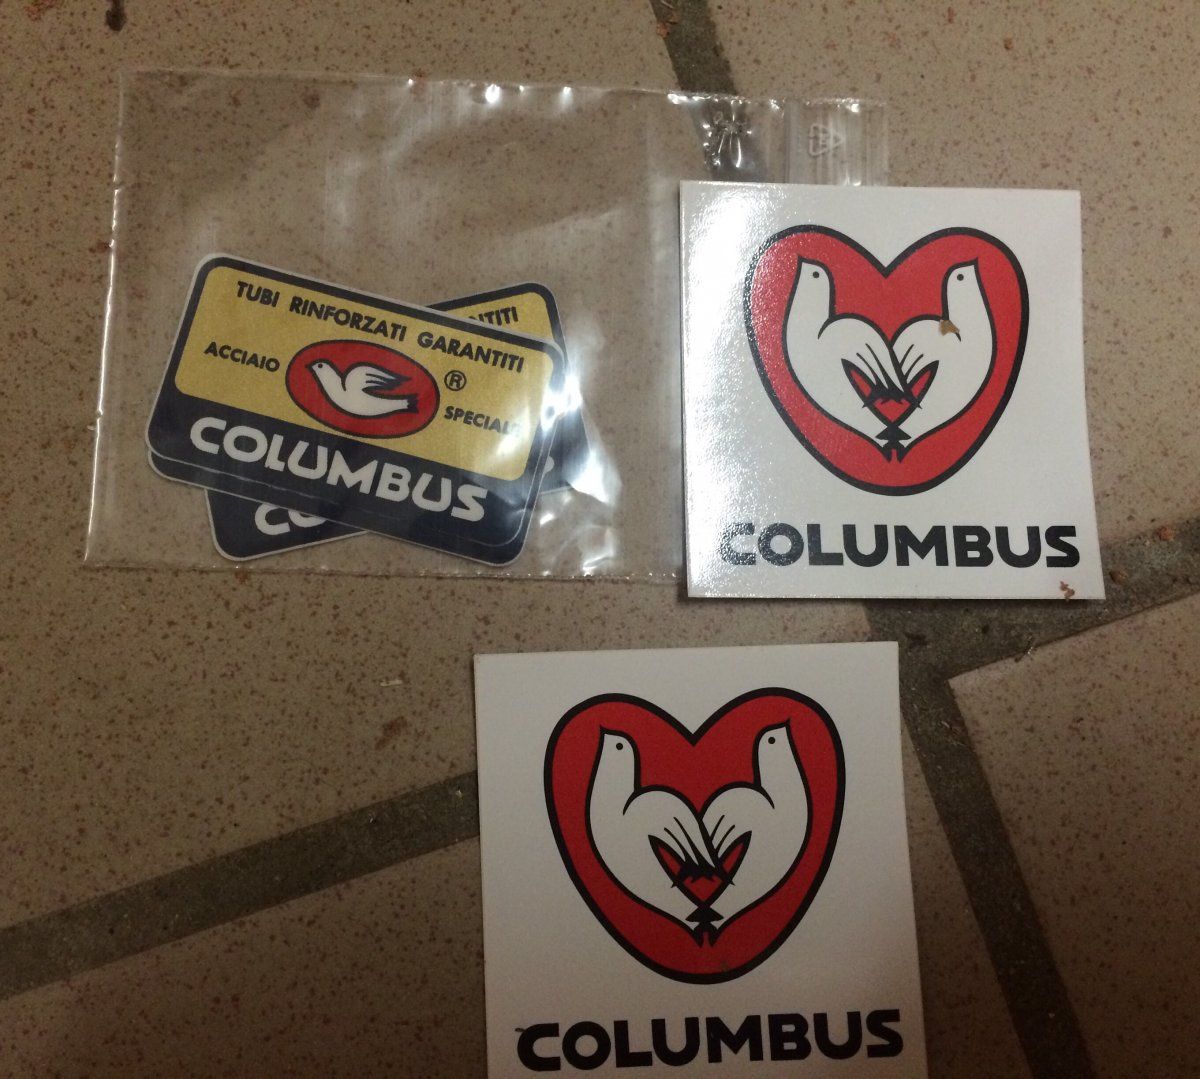 TUBI RINFORZATI GARANTITI
ACCIAIO
®
SPECIALE
COLUMBUS
COLUMBUS
COLUMBUS